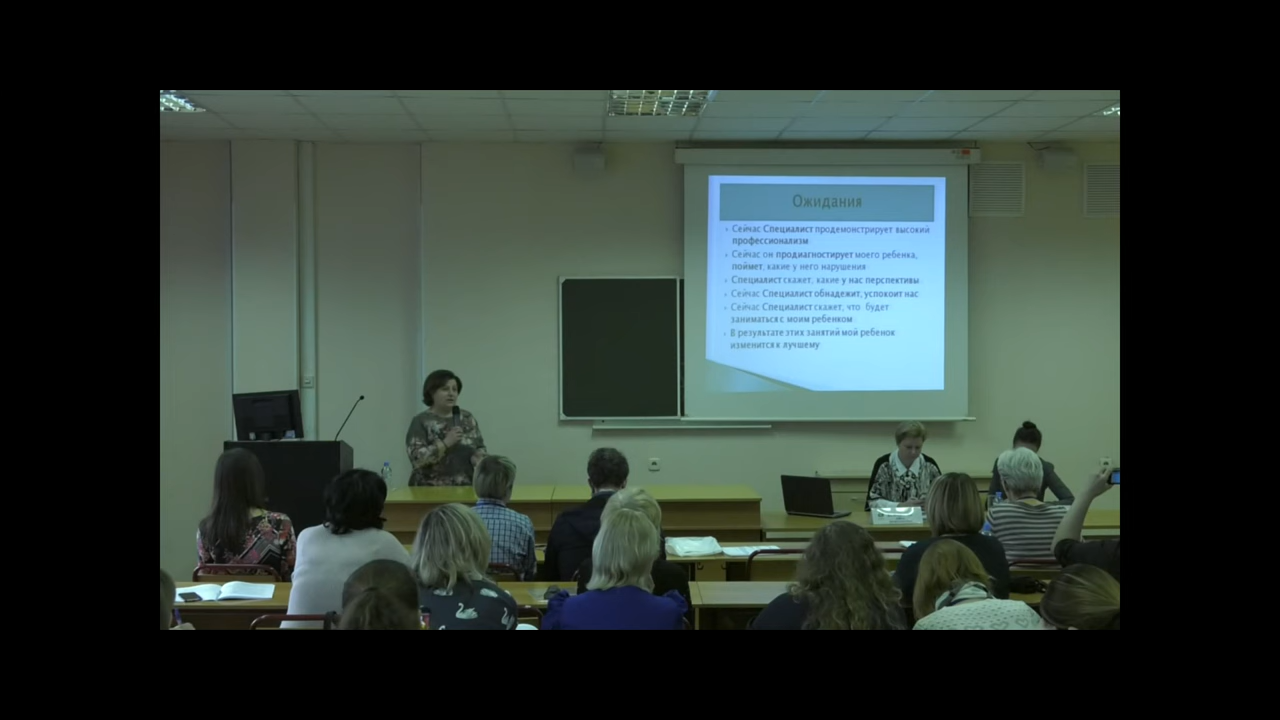 Ожидания
Сейчас Специалист продемонстрирует высокий
профессионализм
Сейчас он продиагностирует моего ребенка,
поймет, какие у него нарушения
Специалист скажет, какие у нас перспективы
Сейчас Специалист обнадежит, успокоит нас
Сейчас Специалист скажет, что будет
заниматься с моим ребенком
В результате этих занятий мой ребенок
изменится к лучшему